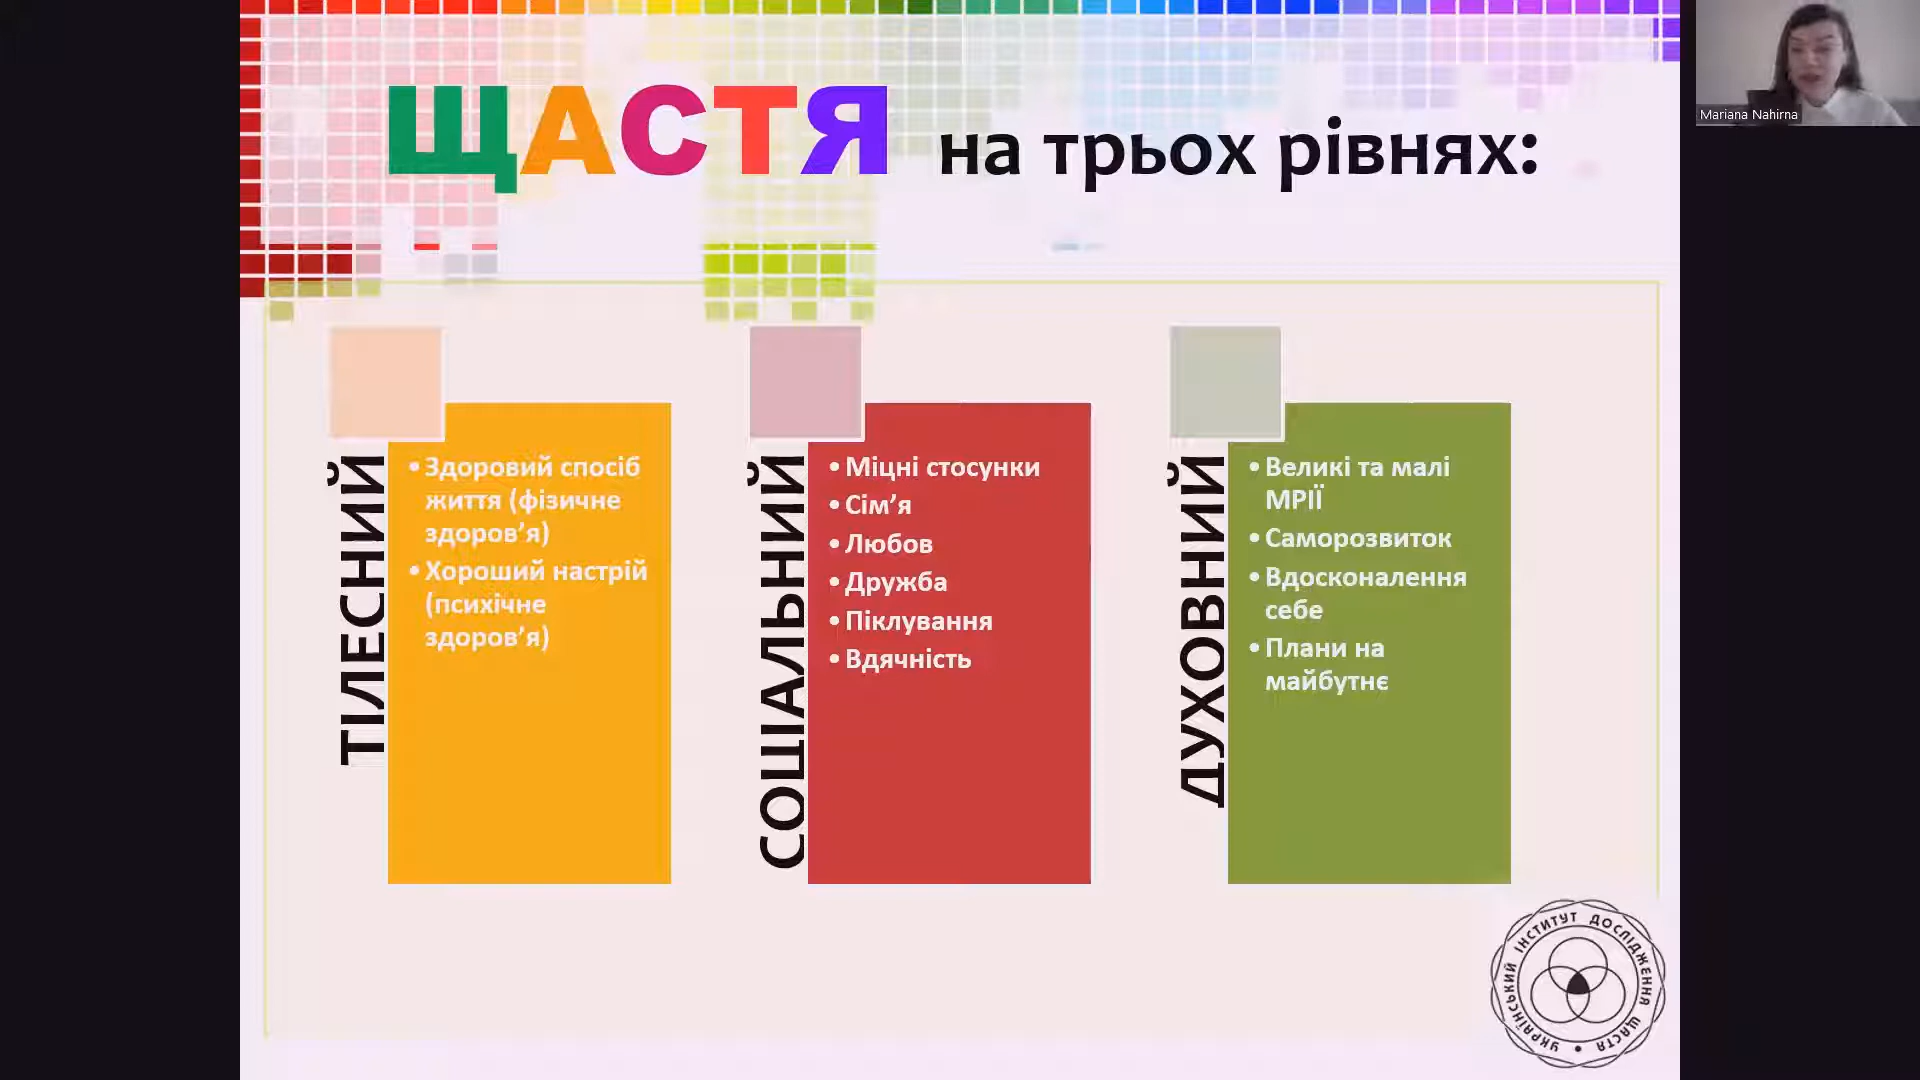 ЩАСТЯ на трьох рівнях:
Mariana Nahirna
ТІЛЕСНИЙ
• Здоровий спосіб
життя (фізичне
здоров’я)
• Хороший настрій
(психічне
здоров’я)
СОЦІАЛЬНИЙ
• Міцні стосунки
• Сім’я
• Любов
• Дружба
• Піклування
• Вдячність
ДУХОВНИЙ
• Великі та малі
МРІЇ
• Саморозвиток
• Вдосконалення
себе
• Плани на
майбутнє
УКРАЇНСЬКИЙ ІНСТИТУТ ДОСЛІДЖЕННЯ ЩАСТЯ •